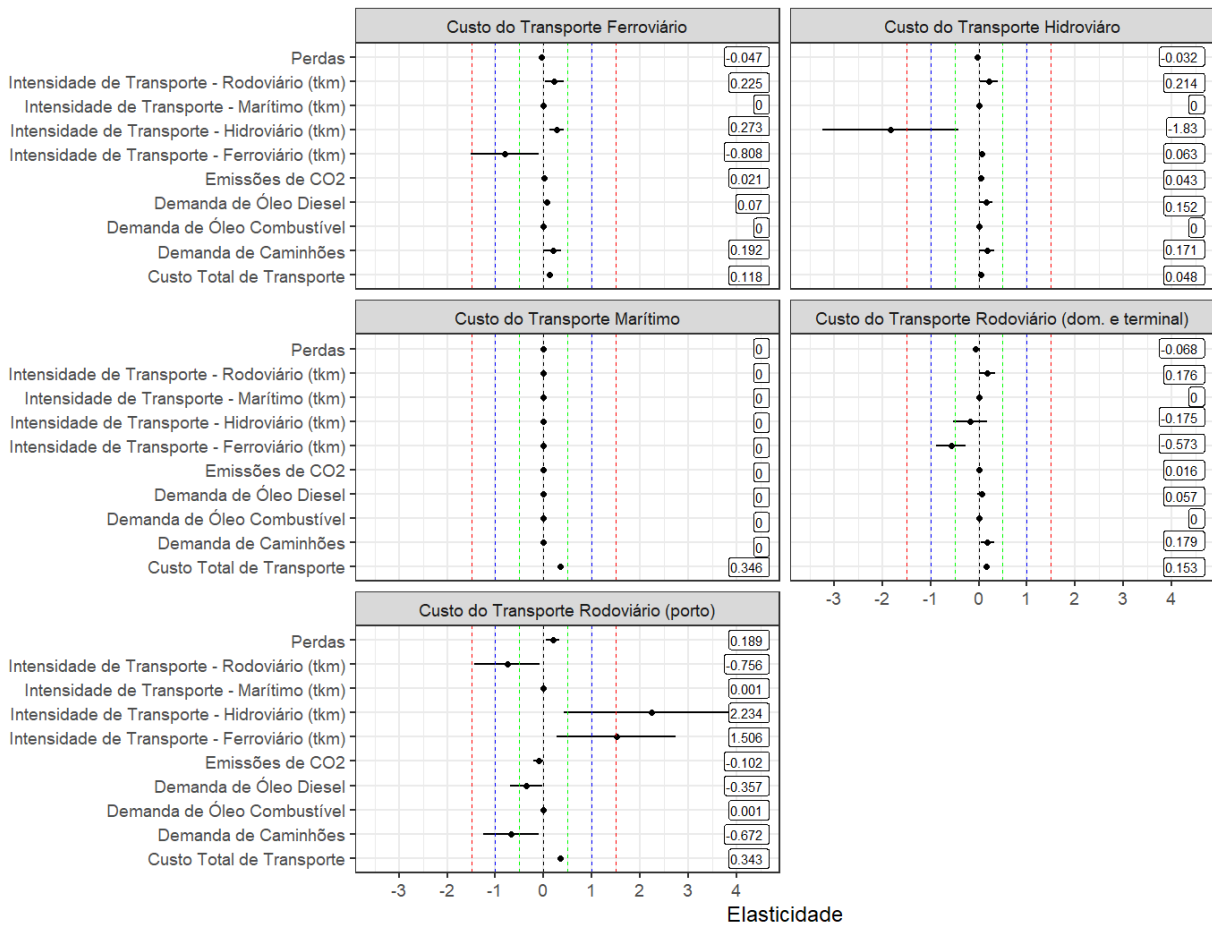 Custo do Transporte Ferroviário
Perdas
-0.047
Intensidade de Transporte - Rodoviário (tkm)
0.225
Intensidade de Transporte - Marítimo (tkm)
0
Intensidade de Transporte - Hidroviário (tkm)
0.273
Intensidade de Transporte - Ferroviário (tkm)
-0.808
Emissões de CO2
0.021
Demanda de Óleo Diesel
0.07
Demanda de Óleo Combustível
0
Demanda de Caminhões
0.192
Custo Total de Transporte
0.118
Custo do Transporte Hidroviáro
-0.032
0.214
0
-1.83
0.063
0.043
0.152
0
0.171
0.048
Custo do Transporte Marítimo
Perdas
0
Intensidade de Transporte - Rodoviário (tkm)
0
Intensidade de Transporte - Marítimo (tkm)
0
Intensidade de Transporte - Hidroviário (tkm)
0
Intensidade de Transporte - Ferroviário (tkm)
0
Emissões de CO2
0
Demanda de Óleo Diesel
0
Demanda de Óleo Combustível
0
Demanda de Caminhões
0
Custo Total de Transporte
0.346
Custo do Transporte Rodoviário (dom. e terminal)
-0.068
0.176
0
-0.175
-0.573
0.016
0.057
0
0.179
0.153
-3 -2 -1 0 1 2 3 4
Custo do Transporte Rodoviário (porto)
Perdas
0.189
Intensidade de Transporte - Rodoviário (tkm)
-0.756
Intensidade de Transporte - Marítimo (tkm)
0.001
Intensidade de Transporte - Hidroviário (tkm)
2.234
Intensidade de Transporte - Ferroviário (tkm)
1.506
Emissões de CO2
-0.102
Demanda de Óleo Diesel
-0.357
Demanda de Óleo Combustível
0.001
Demanda de Caminhões
-0.672
Custo Total de Transporte
0.343
-3 -2 -1 0 1 2 3 4
Elasticidade